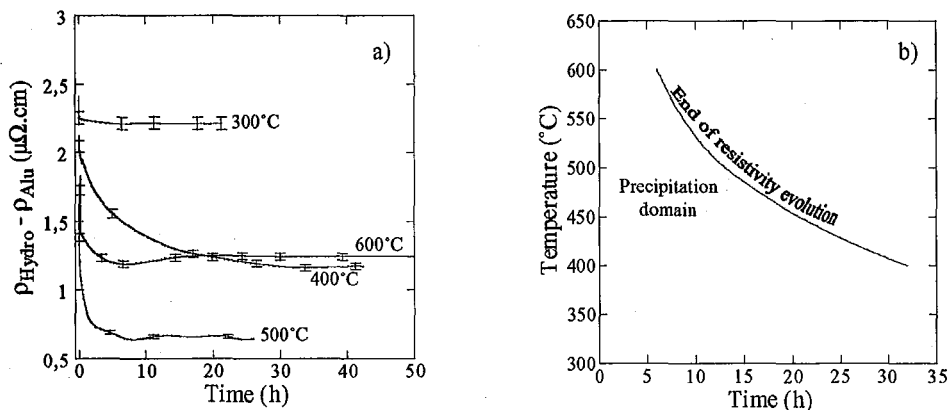 3
2,5
2
1,5
1
0,5
0 10 20 30 40 50
Time (h)
ρHydro - ρAlu (μΩ.cm)
a)
300°C
600°C
400°C
500°C
650
600
550
500
450
400
350
300
0 5 10 15 20 25 30 35
Time (h)
Temperature (°C)
b)
End of resistivity evolution
Precipitation
domain